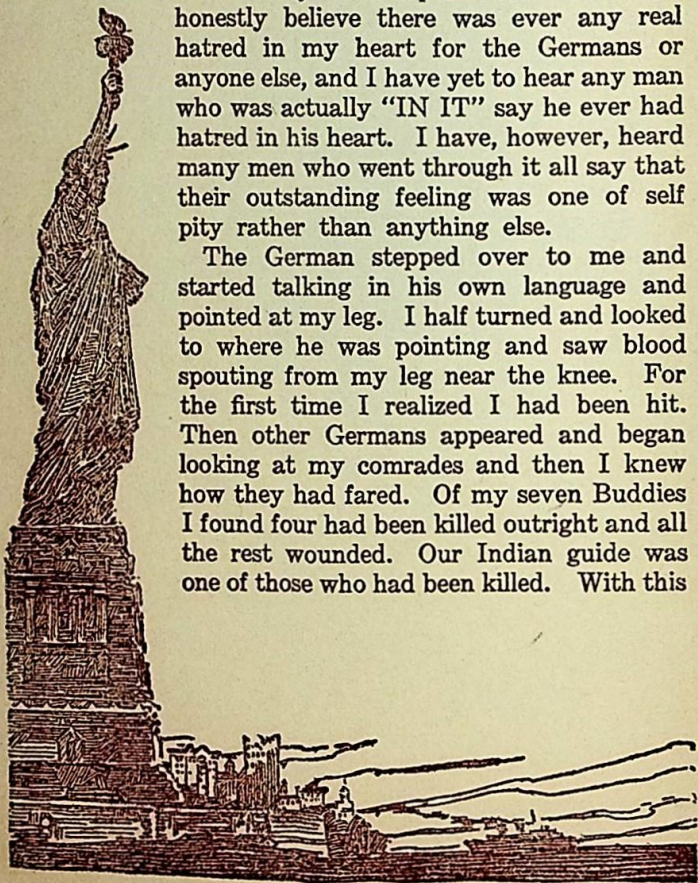 honestly believe there was ever any real
hatred in my heart for the Germans or
anyone else, and I have yet to hear any man
who was actually "IN IT" say he ever had
hatred in his heart. I have, however, heard
many men who went through it all say that
their outstanding feeling was one of self
pity rather than anything else.
The German stepped over to me and
started talking in his own language and
pointed at my leg. I half turned and looked
to where he was pointing and saw blood
spouting from my leg near the knee. For
the first time I realized I had been hit.
Then other Germans appeared and began
looking at my comrades and then I knew
how they had fared. Of my seven Buddies
I found four had been killed outright and all
the rest wounded. Our Indian guide was
one of those who had been killed. With this